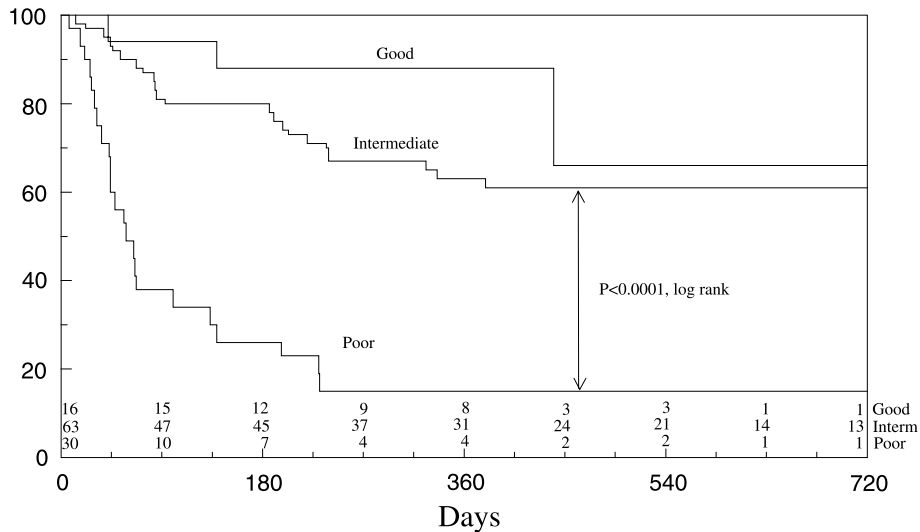 100
Good
80
Intermediate
60
40
P<0.0001, log rank
Poor
20
16 15 12 9 8 3 3 1 1 Good
63 47 45 37 31 24 21 14 13 Interm
30 10 7 4 4 2 2 1 1 Poor
0
0 180 360 540 720
Days